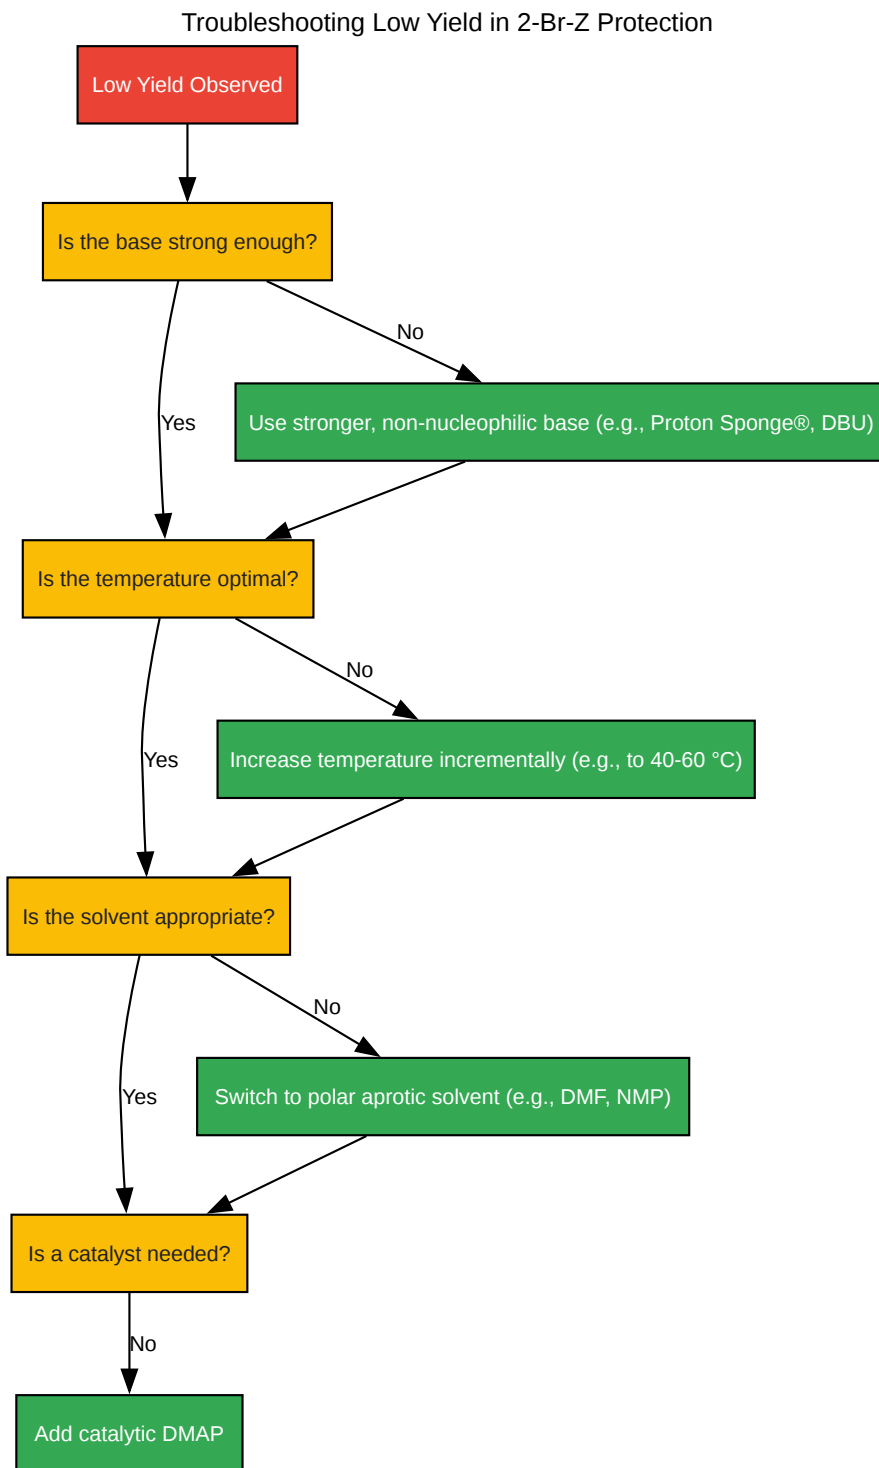 Troubleshooting Low Yield in 2-Br-Z Protection
Low Yield Observed
Is the base strong enough?
No
Yes
Use stronger, non-nucleophilic base (e.g., Proton Sponge®, DBU)
Is the temperature optimal?
No
Yes
Increase temperature incrementally (e.g., to 40-60 °C)
Is the solvent appropriate?
No
Yes
Switch to polar aprotic solvent (e.g., DMF, NMP)
Is a catalyst needed?
No
Add catalytic DMAP